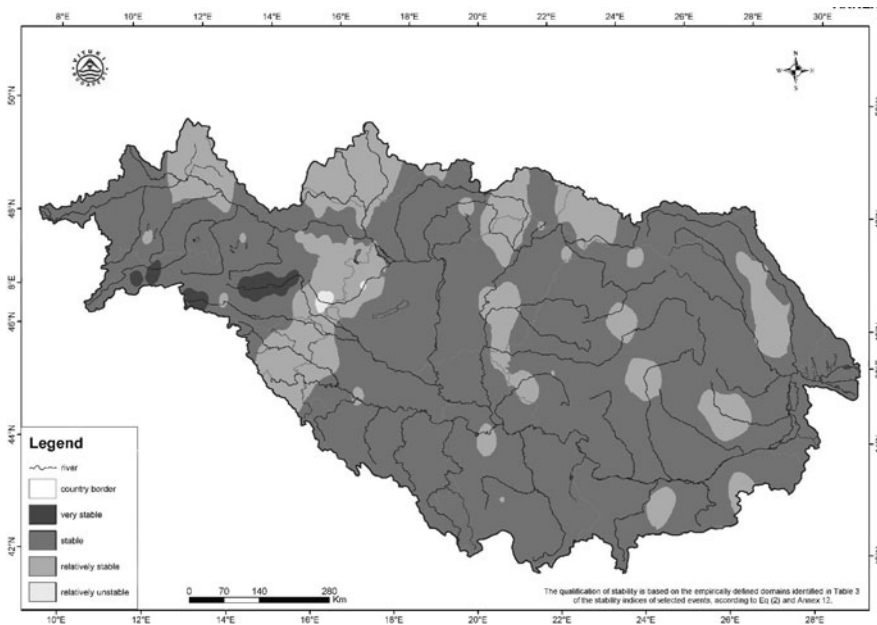 12°E 14°E 16°E 18°E 20°E 22°E 24°E 26°E 28°E 30°E
VITUKI
BUDAPEST
N
W E
S
50°N
48°N
46°N
44°N
42°N
Legend
river
country border
very stable
stable
relatively stable
relatively unstable
0 70 140 280
Km
The qualification of stability is based on the empirically defined domains identified in Table 3
of the stability indices of selected events, according to Eq (2) and Annex 12.
10°E 12°E 14°E 16°E 18°E 20°E 22°E 24°E 26°E 28°E